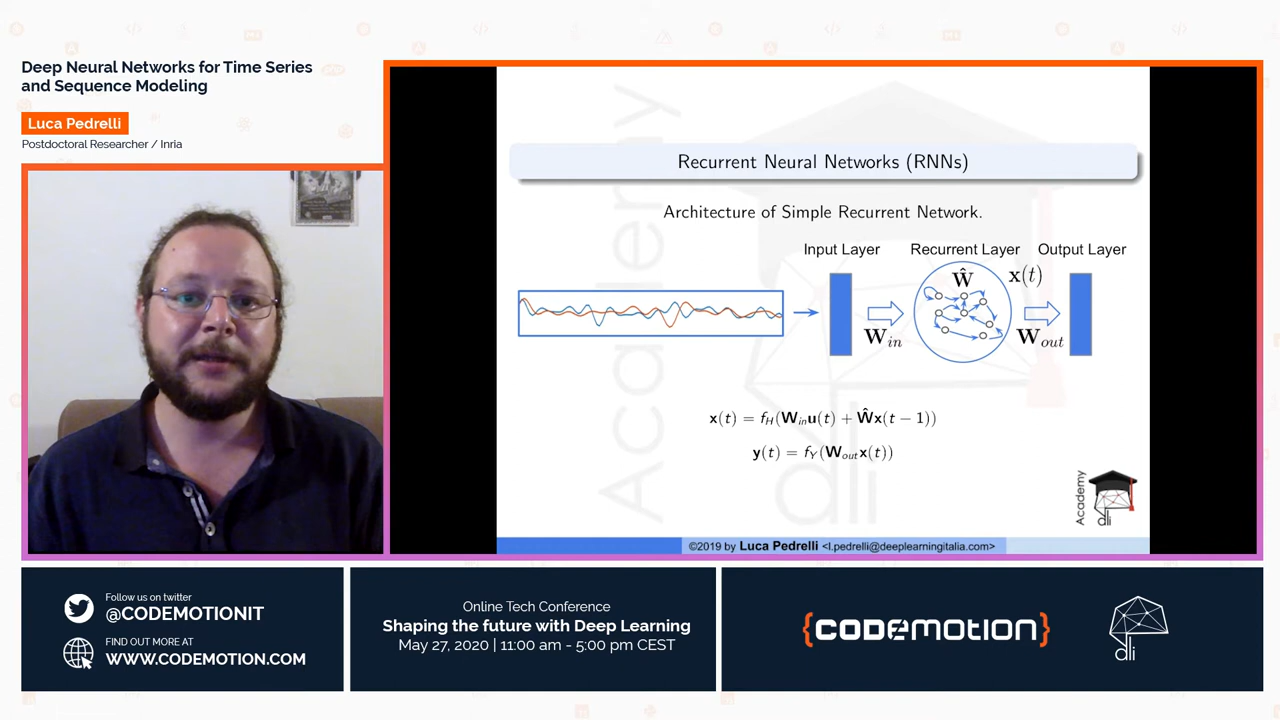 Deep Neural Networks for Time Series
and Sequence Modeling
Luca Pedrelli
Postdoctoral Researcher / Inria
Academy
dli
Recurrent Neural Networks (RNNs)
Architecture of Simple Recurrent Network.
Input Layer
Recurrent Layer
Output Layer
Ŵ
x(t)
W_in
W_out
x(t) = f_H(W_in u(t) + Ŵx(t − 1))
y(t) = f_Y(W_out x(t))
Academy
dli
©2019 by Luca Pedrelli <l.pedrelli@deeplearningitalia.com>
Follow us on twitter
@CODEMOTIONIT
FIND OUT MORE AT
WWW.CODEMOTION.COM
Online Tech Conference
Shaping the future with Deep Learning
May 27, 2020 | 11:00 am - 5:00 pm CEST
{CODEMOTION}
dli